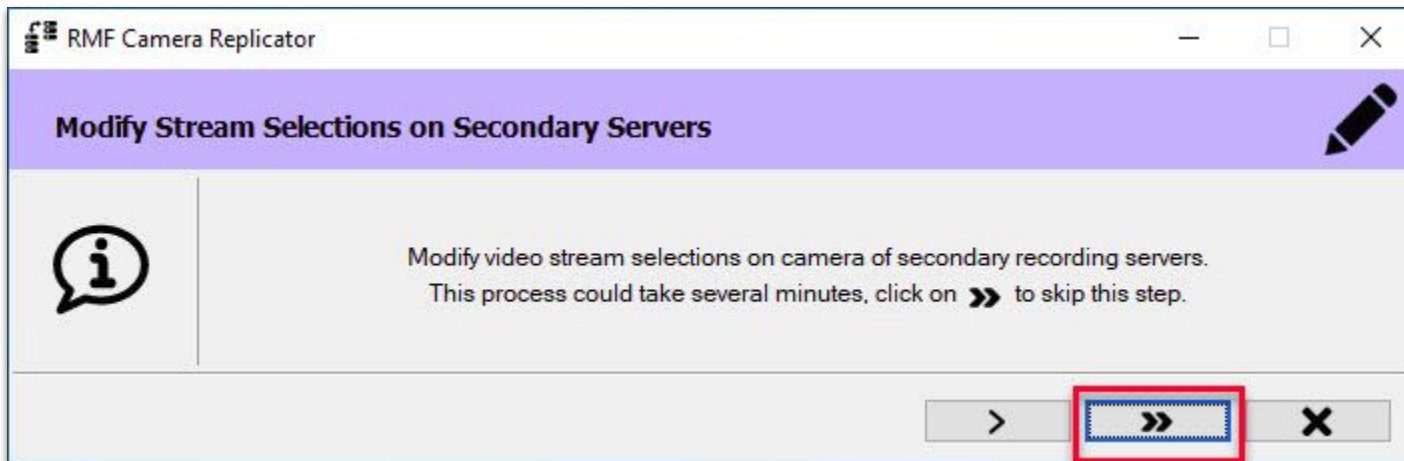 RMF Camera Replicator
Modify Stream Selections on Secondary Servers
Modify video stream selections on camera of secondary recording servers.
This process could take several minutes, click on » to skip this step.
> » ×